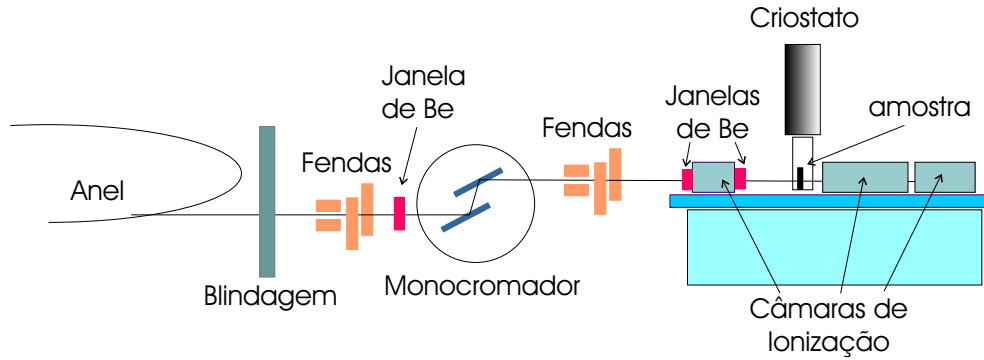 Criostato
Janela
de Be
Janelas
de Be
amostra
Fendas
Fendas
Anel
Blindagem
Monocromador
Câmaras de
Ionização